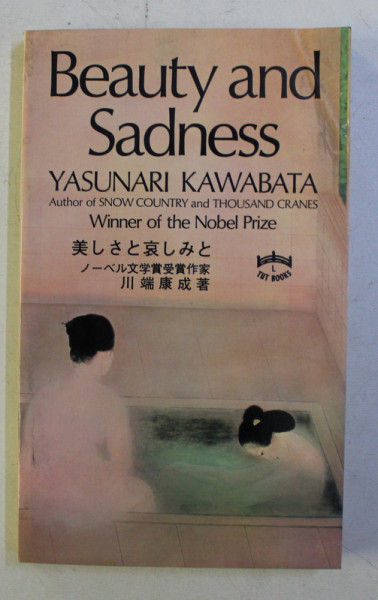 Beauty and
Sadness
YASUNARI KAWABATA
Author of SNOW COUNTRY and THOUSAND CRANES
Winner of the Nobel Prize
美しさと哀しみと
ノーベル文学賞受賞作家
川端康成著
L
TUT BOOKS